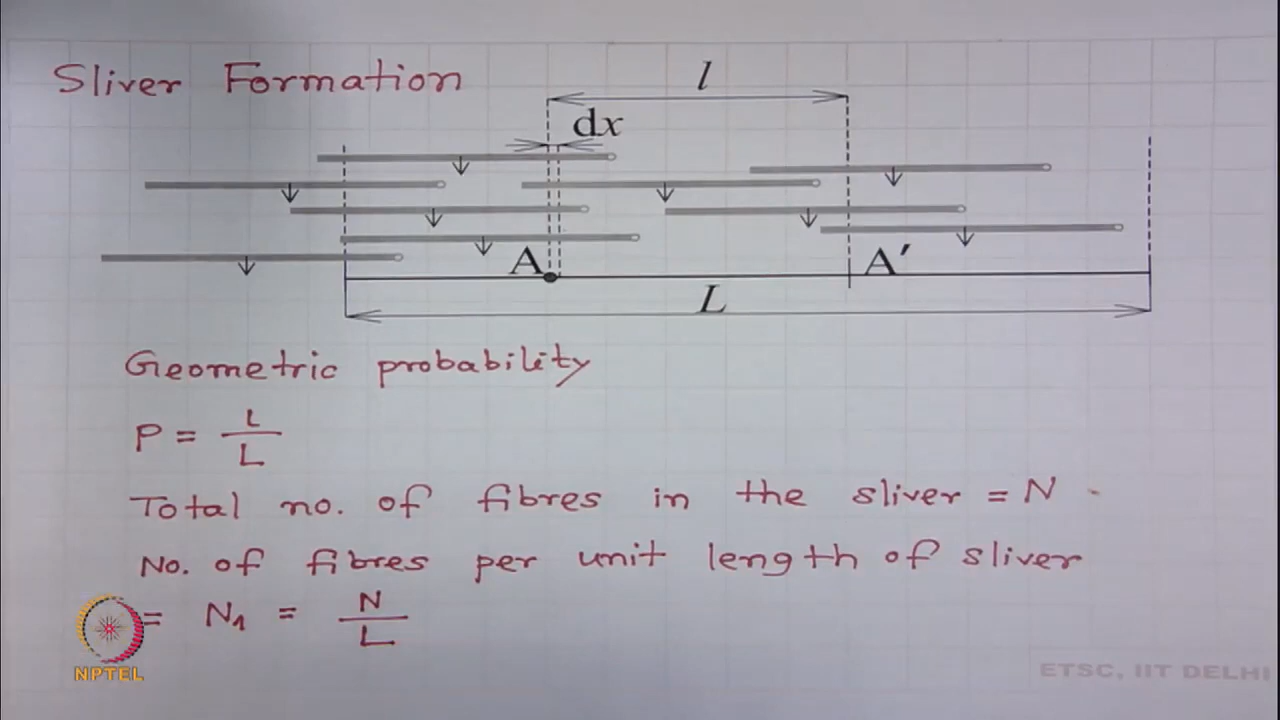 Sliver Formation
l
dx
A
A′
L
Geometric probability
P = l / L
Total no. of fibres in the sliver = N
No. of fibres per unit length of sliver
= N₁ = N / L
NPTEL
ETSC, IIT DELHI